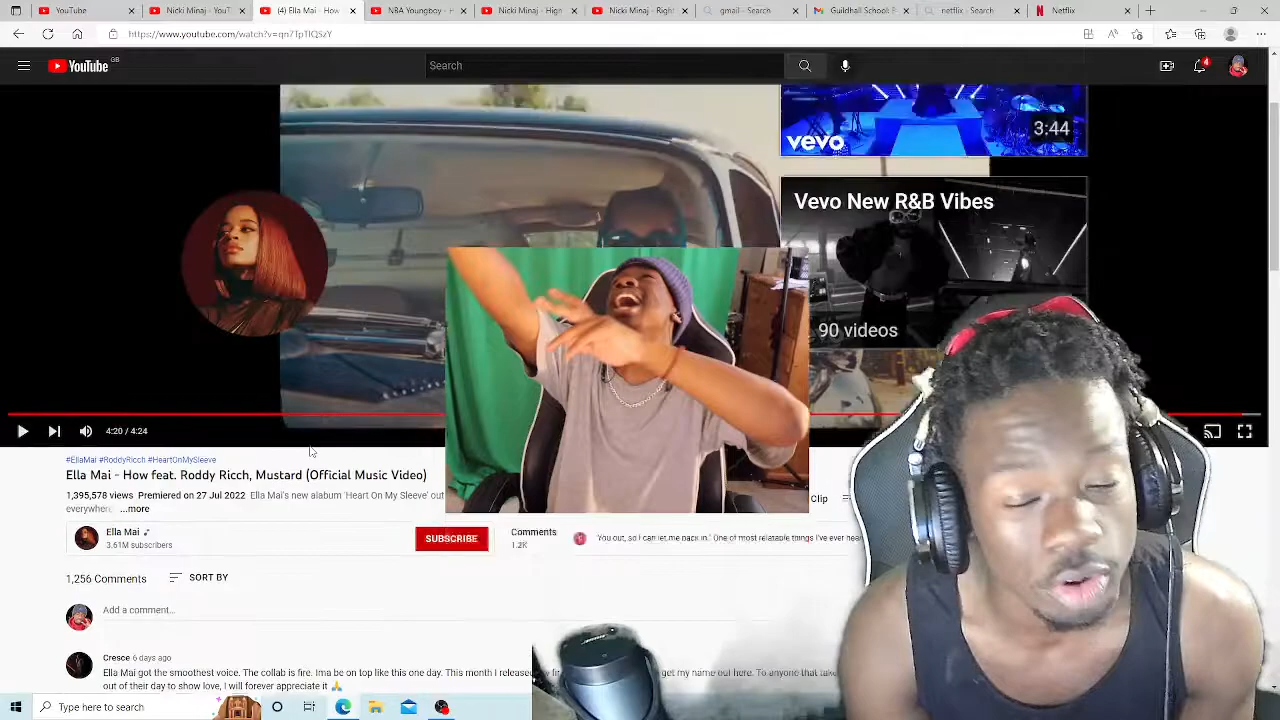 YouTube
Nicki Minaj - YouT
(4) Ella Mai - How
NBA Youngboy - H
Nicki Minaj - High
Nicki Minaj - Righ
gmail - Search
Guildhall School B
netflix - Search
Netflix
https://www.youtube.com/watch?v=qn71pTlQSzY
YouTube GB
Search
4
vevo
3:44
Vevo New R&B Vibes
90 videos
4:20 / 4:24
#EllaMai #RoddyRicch #HeartOnMySleeve
Ella Mai - How feat. Roddy Ricch, Mustard (Official Music Video)
1,395,578 views Premiered on 27 Jul 2022 Ella Mai's new alabum 'Heart On My Sleeve' out
everywhere ...more
Clip
Ella Mai
3.61M subscribers
SUBSCRIBE
Comments
1.2K
'You out, so I can let me back in.' One of most relatable things I've ever hea
1,256 Comments
SORT BY
Add a comment...
Cresce 6 days ago
Ella Mai got the smoothest voice. The collab is fire. Ima be on top like this one day. This month I released get my name out here. To anyone that take
out of their day to show love, I will forever appreciate it 🙏
Type here to search